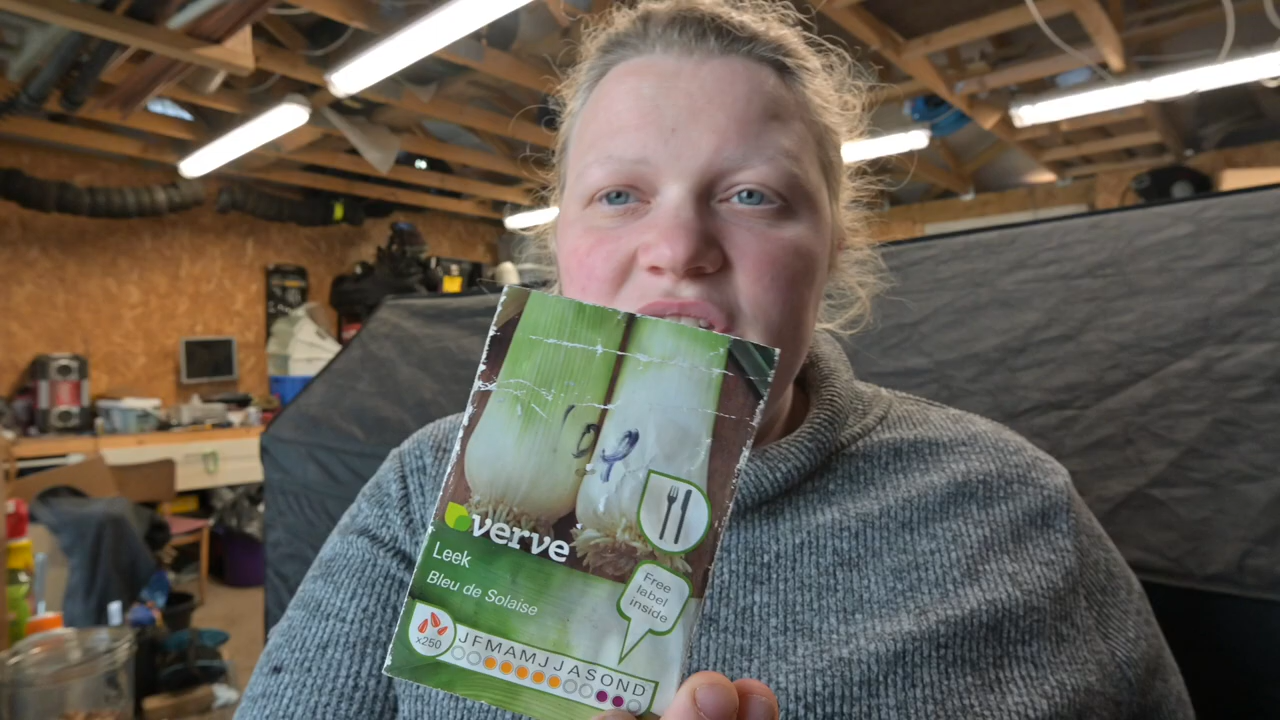 verve
Leek
Bleu de Solaise
Free
label
inside
x250
JFMAMJJASOND